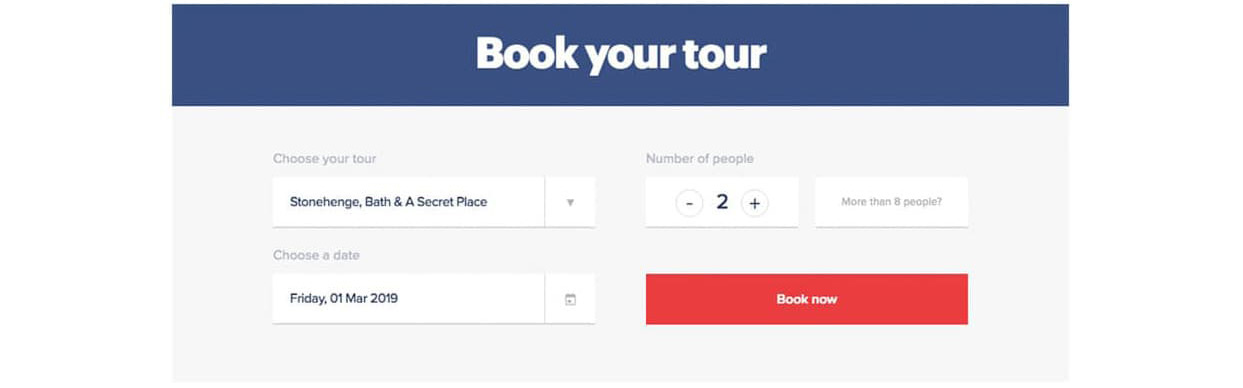 Book your tour
Choose your tour
Stonehenge, Bath & A Secret Place
Number of people
- 2 +
More than 8 people?
Choose a date
Friday, 01 Mar 2019
Book now